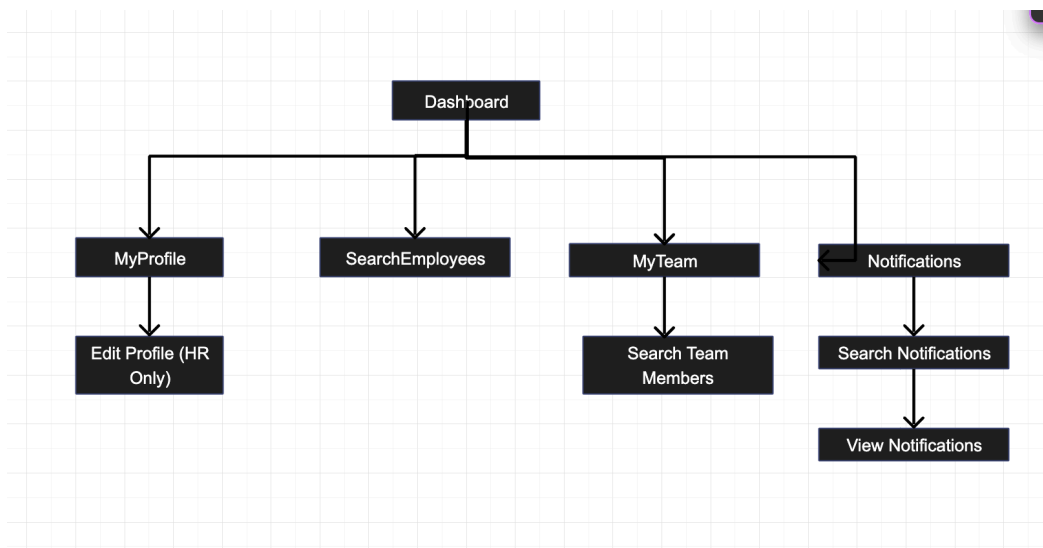 Dashboard
MyProfile
SearchEmployees
MyTeam
Notifications
Edit Profile (HR
Only)
Search Team
Members
Search Notifications
View Notifications